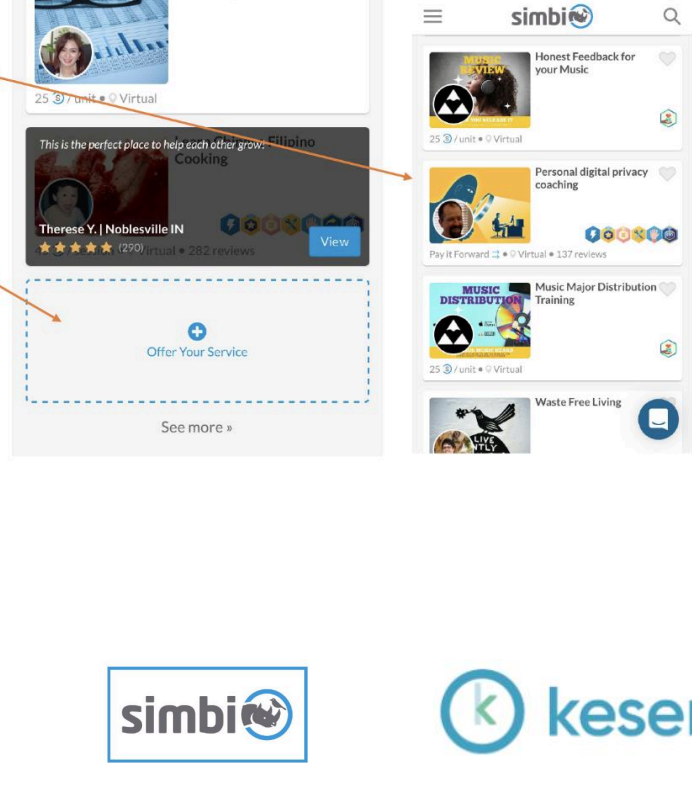 25 / unit • Virtual
This is the perfect place to help each other grow!
Filipino
Cooking
Therese Y. | Noblesville IN
(290) Virtual • 282 reviews
View
Offer Your Service
See more »
simbi
Honest Feedback for
your Music
MUSIC
REVIEW
25 / unit • Virtual
Personal digital privacy
coaching
Pay it Forward • Virtual • 137 reviews
Music Major Distribution
Training
MUSIC
DISTRIBUTION
25 / unit • Virtual
Waste Free Living
LIVE
simbi
k kese